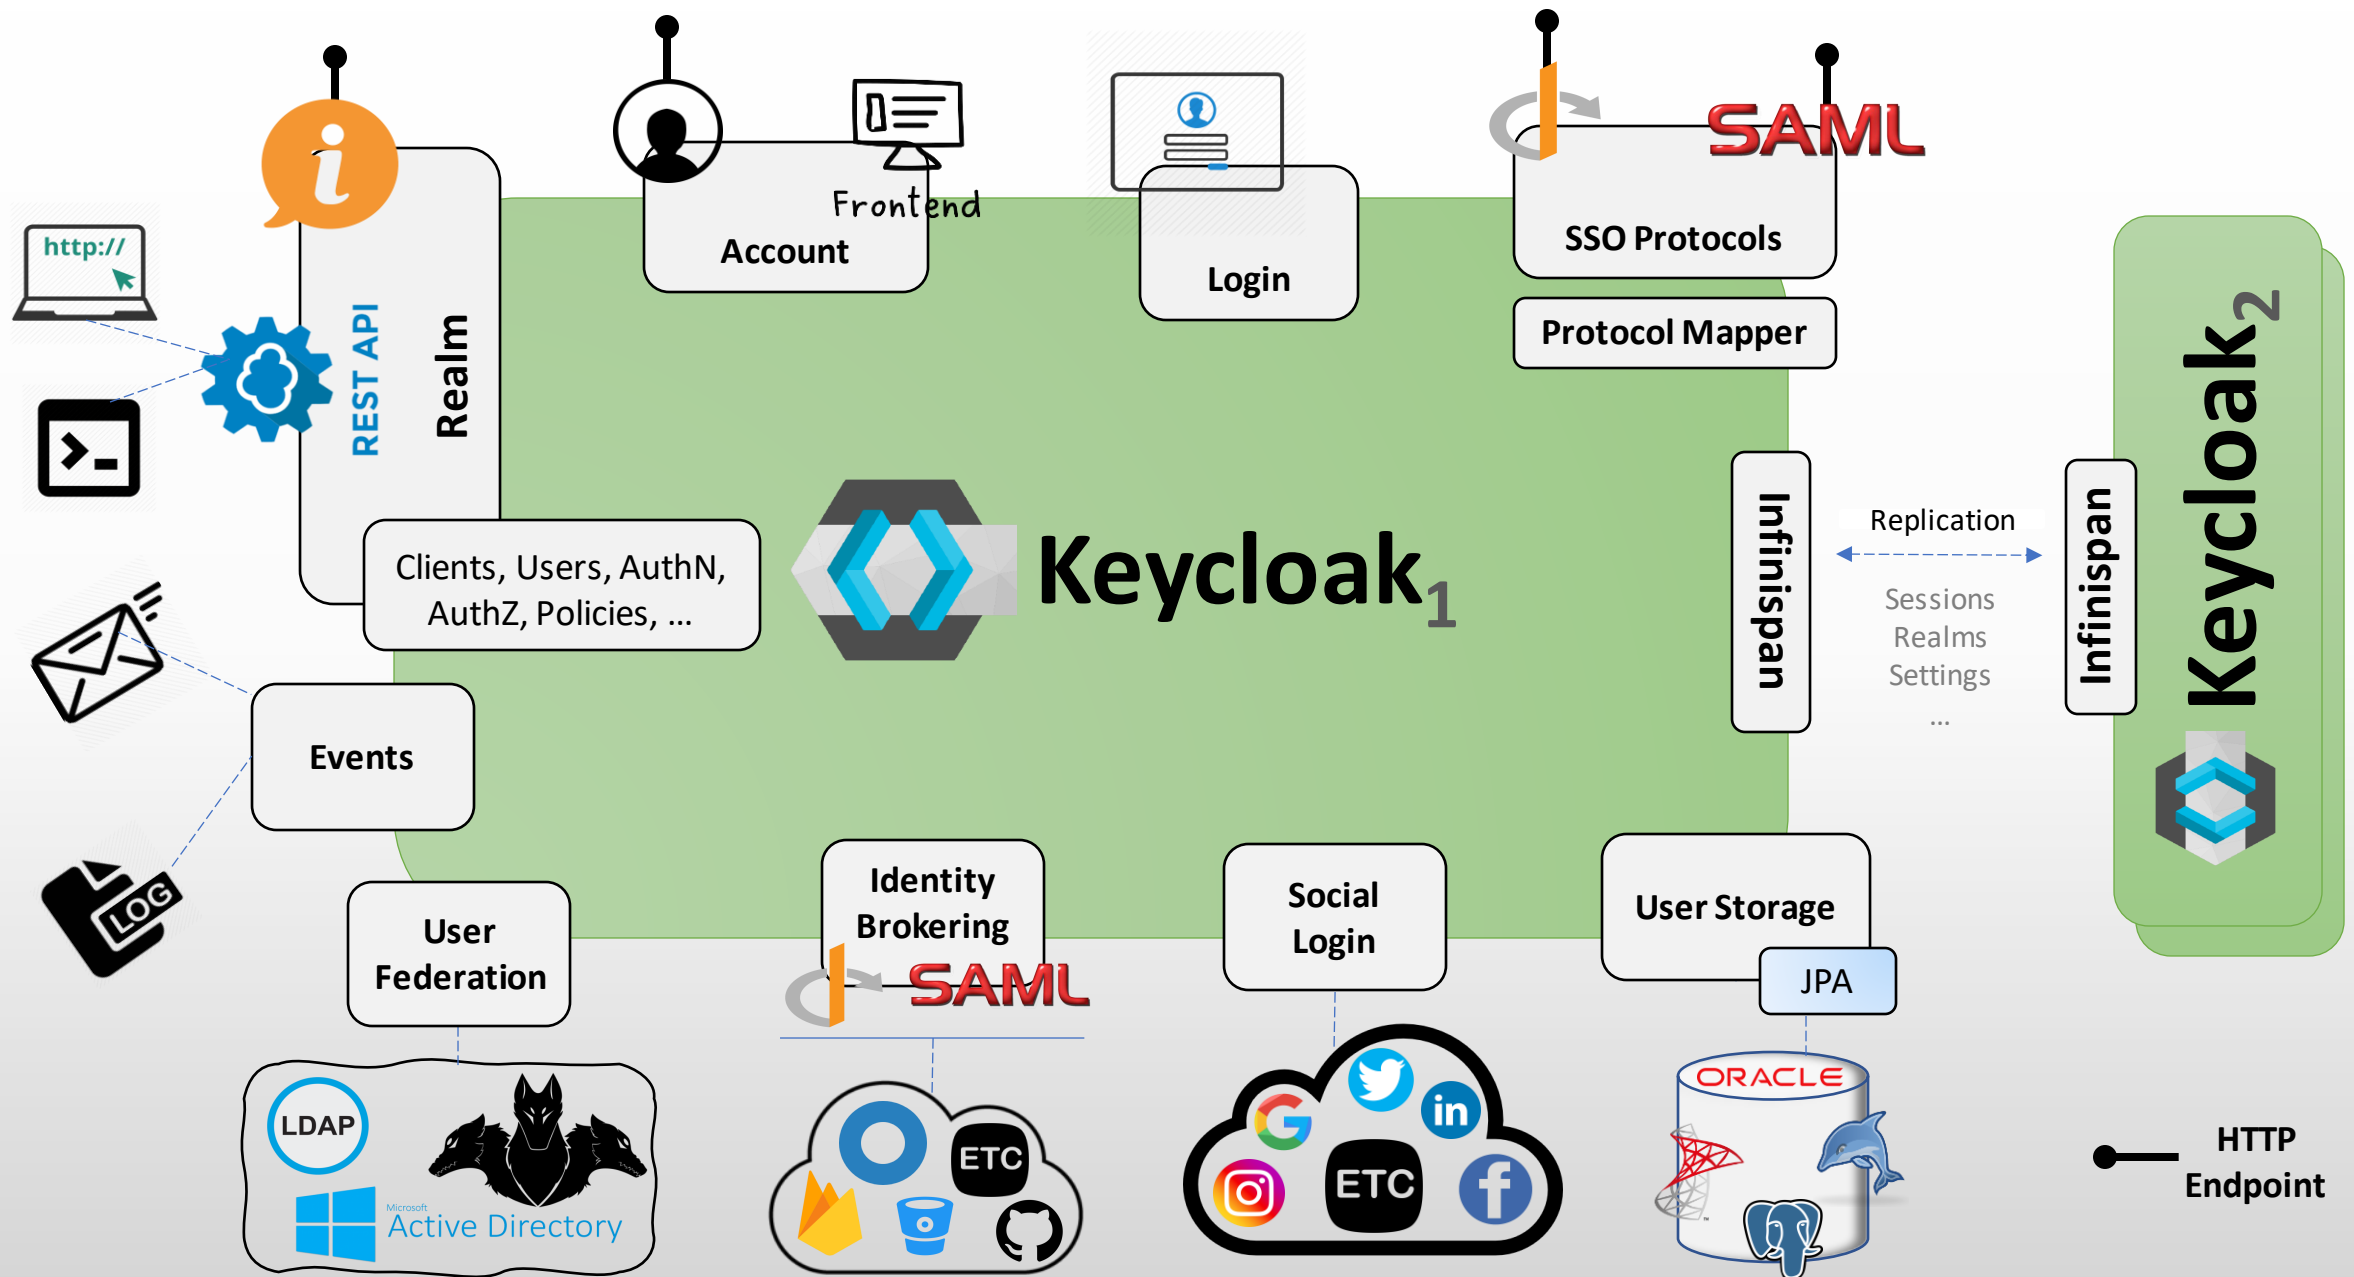 http://
REST API
Realm
Clients, Users, AuthN,
AuthZ, Policies, ...
Frontend
Account
Login
SAML
SSO Protocols
Protocol Mapper
Keycloak1
Infinispan
Replication
Sessions
Realms
Settings
...
Infinispan
Keycloak2
Events
LOG
User
Federation
LDAP
Microsoft
Active Directory
Identity
Brokering
SAML
ETC
Social
Login
in
ETC
f
User Storage
JPA
ORACLE
HTTP
Endpoint